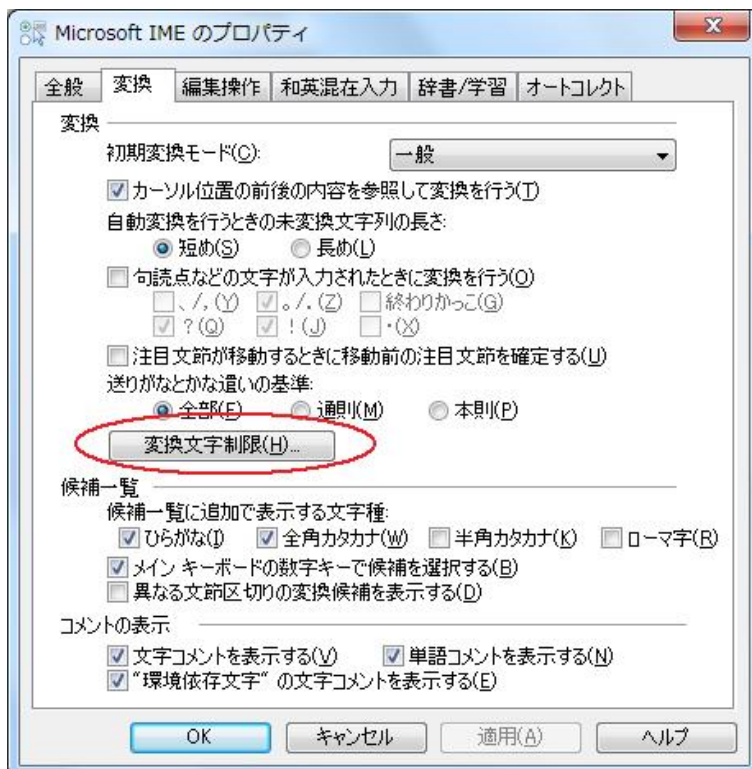 Microsoft IME のプロパティ
全般 変換 編集操作 和英混在入力 辞書/学習 オートコレクト
変換
初期変換モード(C): 一般
カーソル位置の前後の内容を参照して変換を行う(T)
自動変換を行うときの未変換文字列の長さ:
短め(S) 長め(L)
句読点などの文字が入力されたときに変換を行う(O)
、/,(Y) 。/.(Z) 終わりかっこ(G)
?(Q) !(J) ・(X)
注目文節が移動するときに移動前の注目文節を確定する(U)
送りがなとかな遣いの基準:
全部(F) 通則(M) 本則(P)
変換文字制限(H)...
候補一覧
候補一覧に追加で表示する文字種:
ひらがな(I) 全角カタカナ(W) 半角カタカナ(K) ローマ字(R)
メイン キーボードの数字キーで候補を選択する(B)
異なる文節区切りの変換候補を表示する(D)
コメントの表示
文字コメントを表示する(V) 単語コメントを表示する(N)
“環境依存文字“ の文字コメントを表示する(E)
OK キャンセル 適用(A) ヘルプ